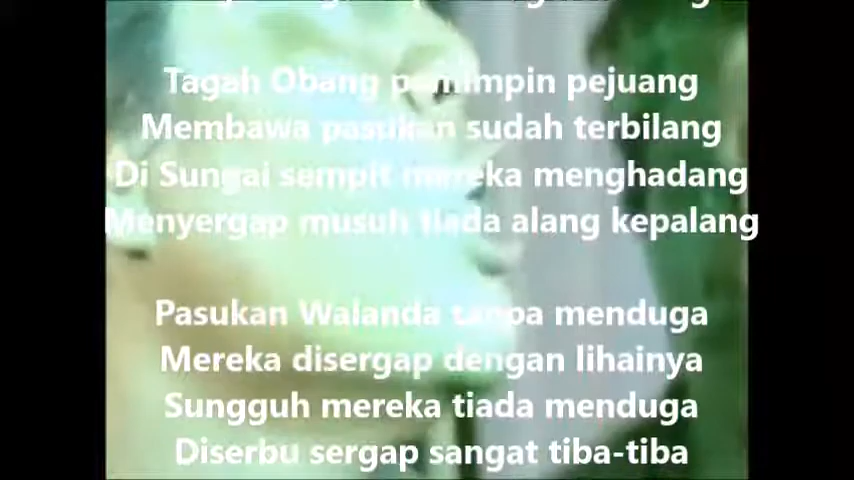 Tagah Obang pemimpin pejuang
Membawa pasukan sudah terbilang
Di Sungai sempit mereka menghadang
Menyergap musuh tiada alang kepalang
Pasukan Walanda tanpa menduga
Mereka disergap dengan lihainya
Sungguh mereka tiada menduga
Diserbu sergap sangat tiba-tiba